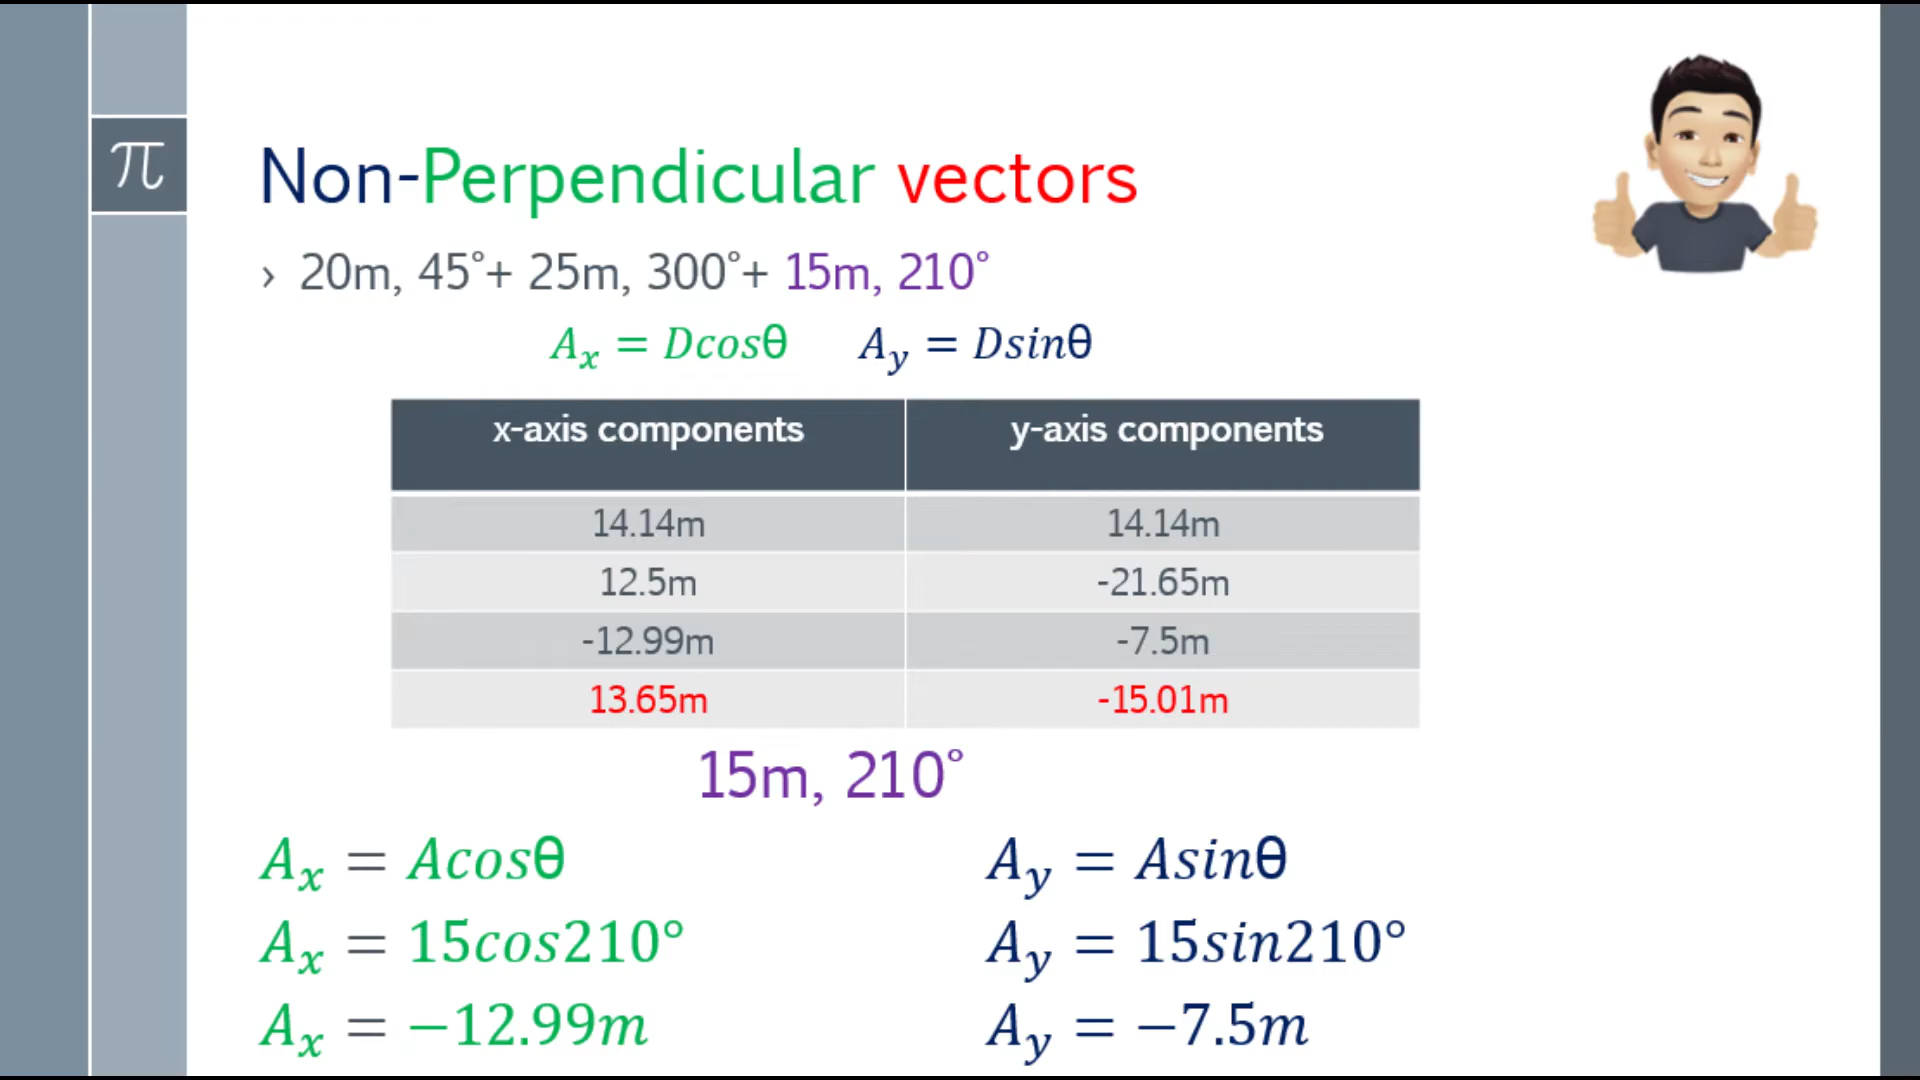 π
Non-Perpendicular vectors
› 20m, 45°+ 25m, 300°+ 15m, 210°
Aₓ = Dcosθ    A_y = Dsinθ
x-axis components    y-axis components
14.14m    14.14m
12.5m    -21.65m
-12.99m    -7.5m
13.65m    -15.01m
15m, 210°
Aₓ = Acosθ    A_y = Asinθ
Aₓ = 15cos210°    A_y = 15sin210°
Aₓ = −12.99m    A_y = −7.5m